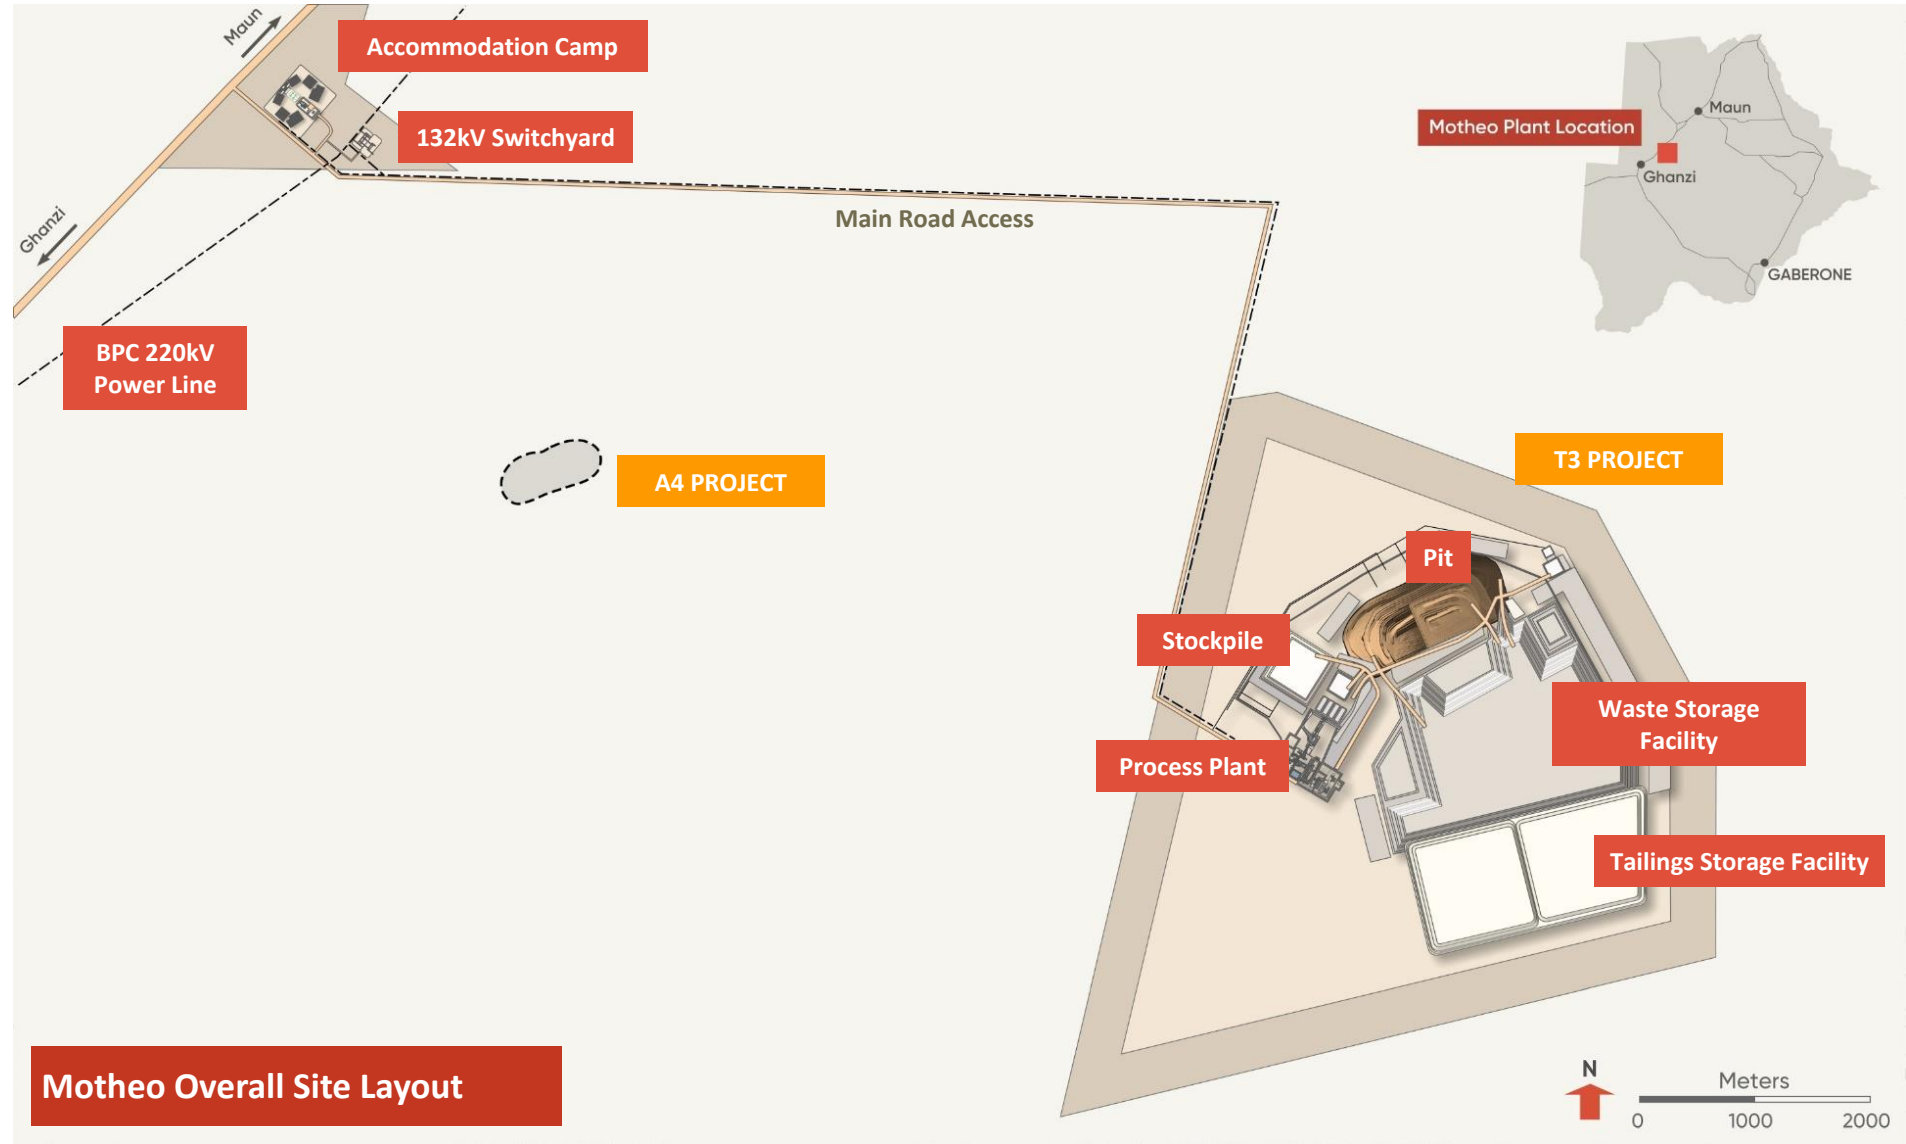 Maun
Accommodation Camp
132kV Switchyard
Main Road Access
Ghanzi
BPC 220kV
Power Line
A4 PROJECT
Motheo Plant Location
Maun
Ghanzi
GABERONE
T3 PROJECT
Pit
Stockpile
Waste Storage
Facility
Process Plant
Tailings Storage Facility
Motheo Overall Site Layout
N
Meters
0 1000 2000